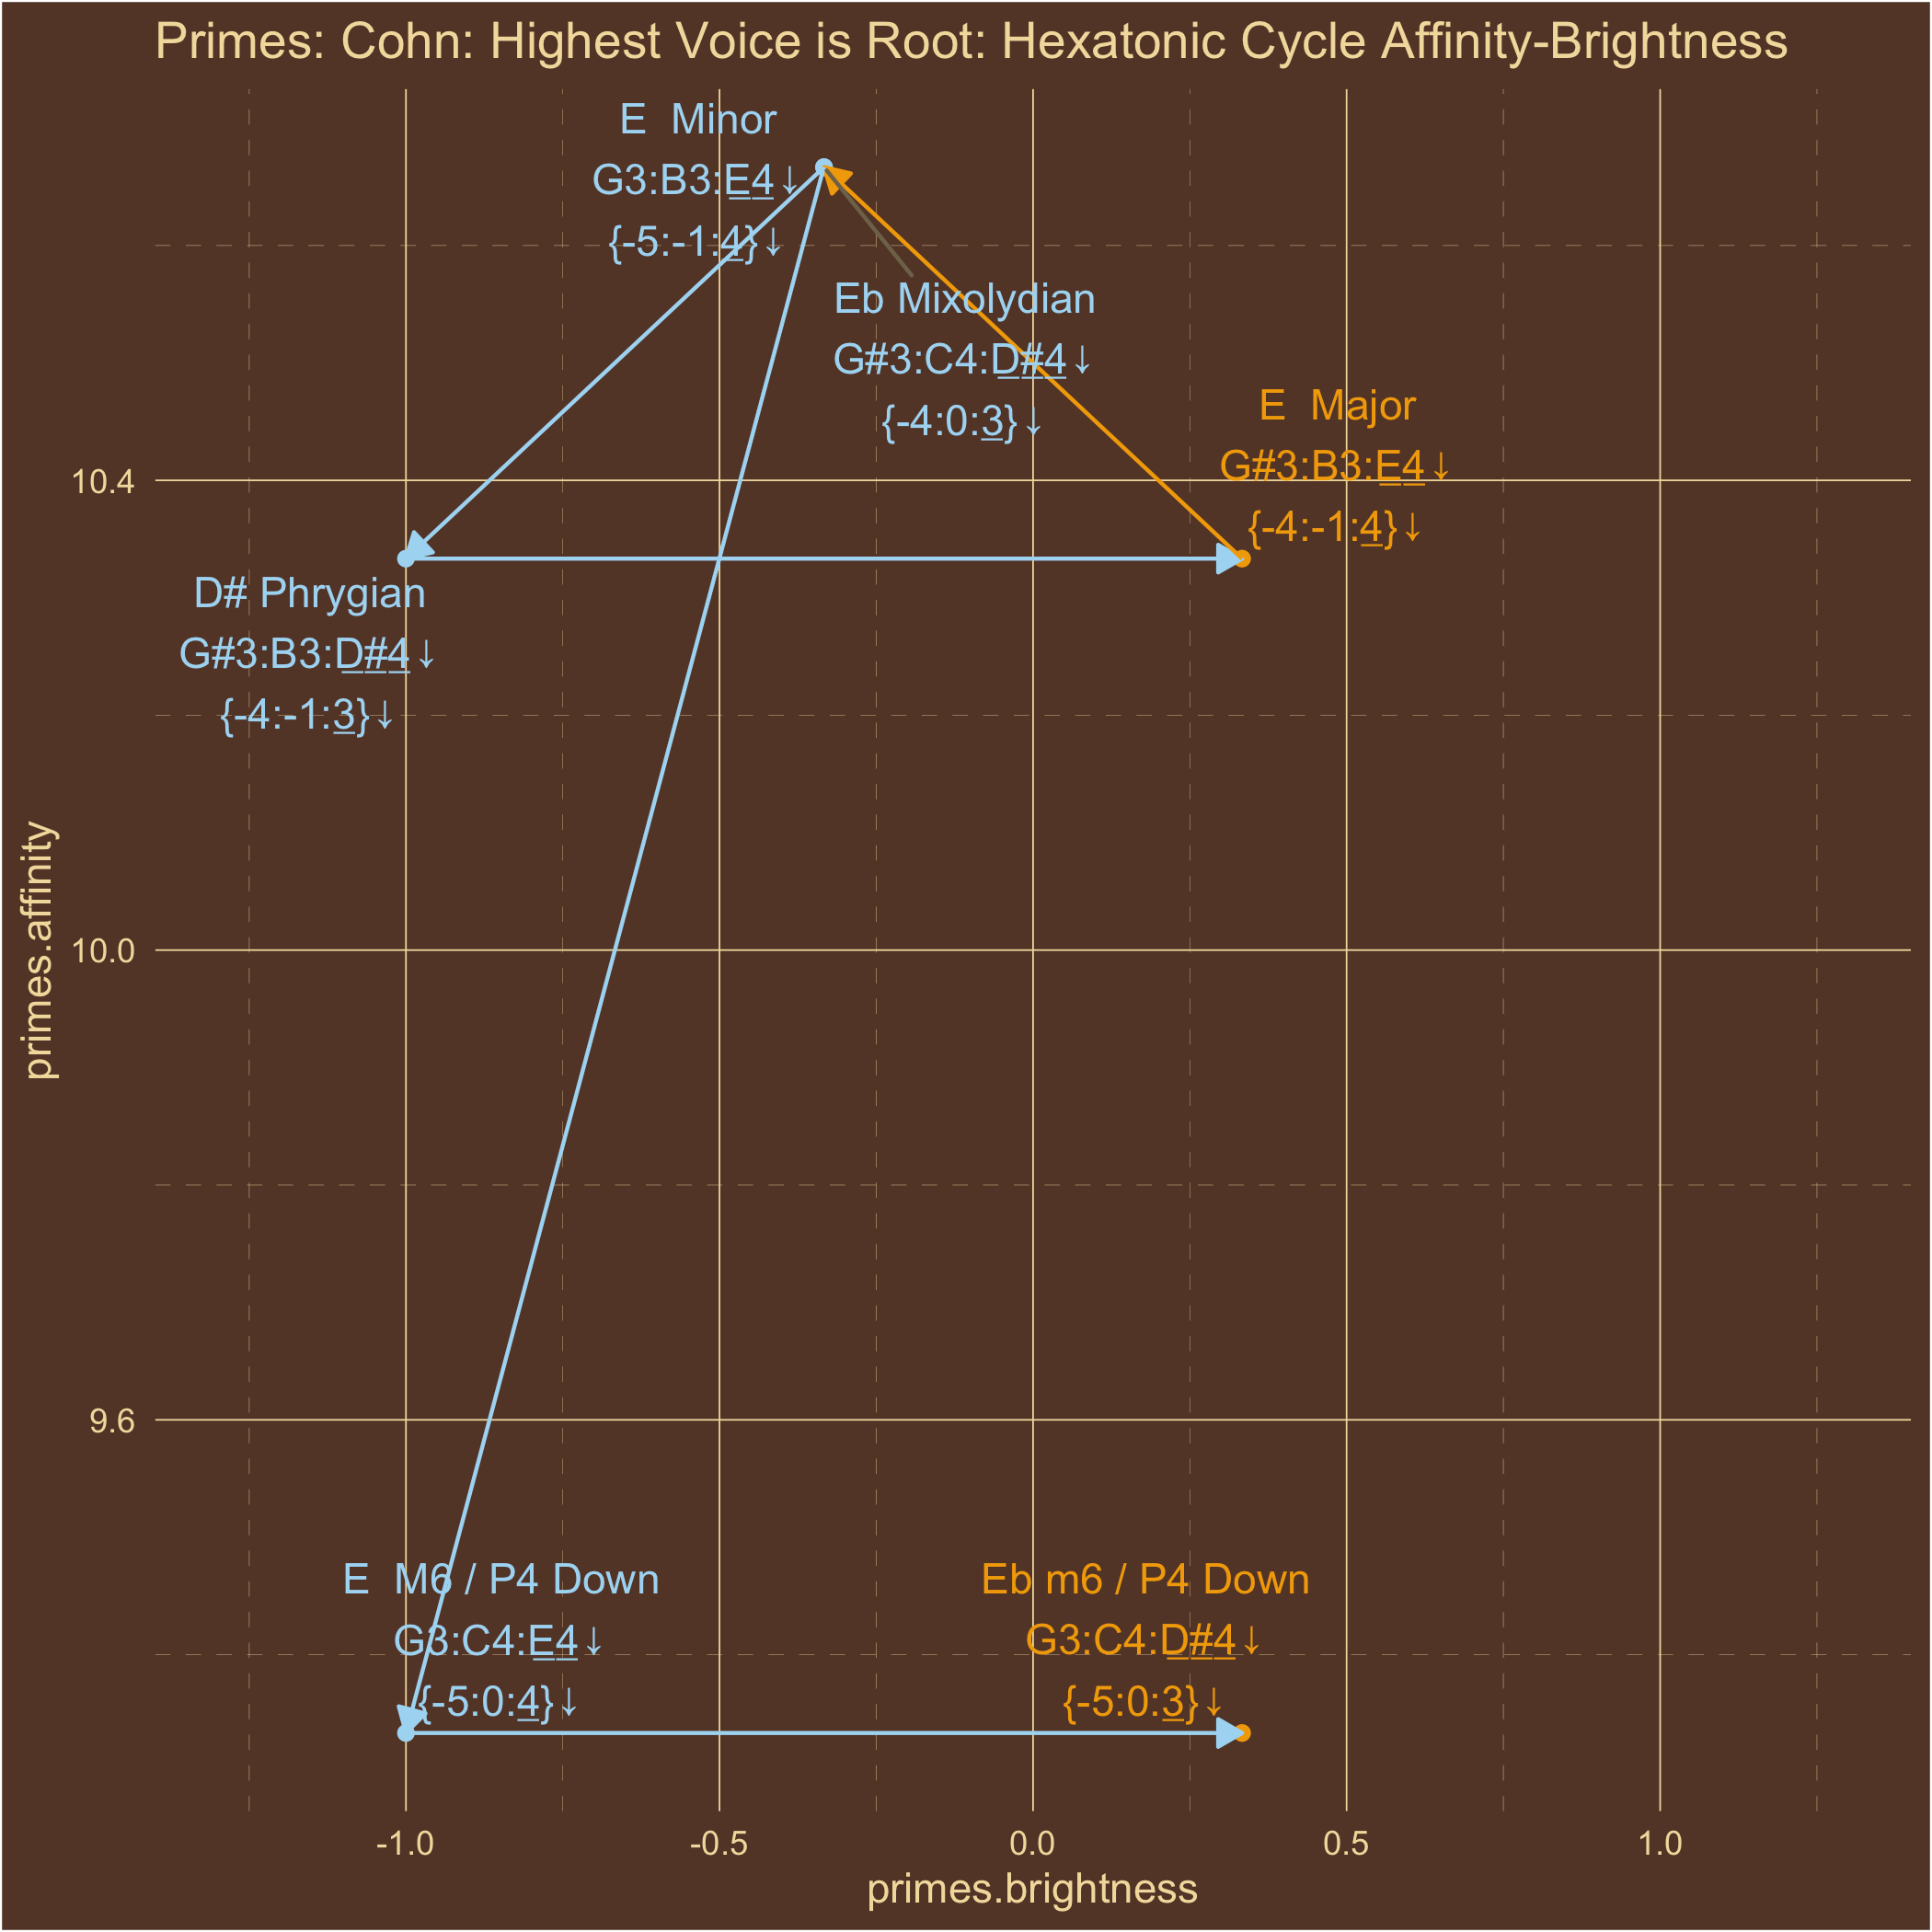 Primes: Cohn: Highest Voice is Root: Hexatonic Cycle Affinity-Brightness
E  Minor
G3:B3:E4↓
{-5:-1:4}↓
Eb Mixolydian
G#3:C4:D#4↓
{-4:0:3}↓
E  Major
G#3:B3:E4↓
{-4:-1:4}↓
10.4
D# Phrygian
G#3:B3:D#4↓
{-4:-1:3}↓
primes.affinity
10.0
9.6
E  M6 / P4 Down
G3:C4:E4↓
{-5:0:4}↓
Eb m6 / P4 Down
G3:C4:D#4↓
{-5:0:3}↓
-1.0
-0.5
0.0
0.5
1.0
primes.brightness